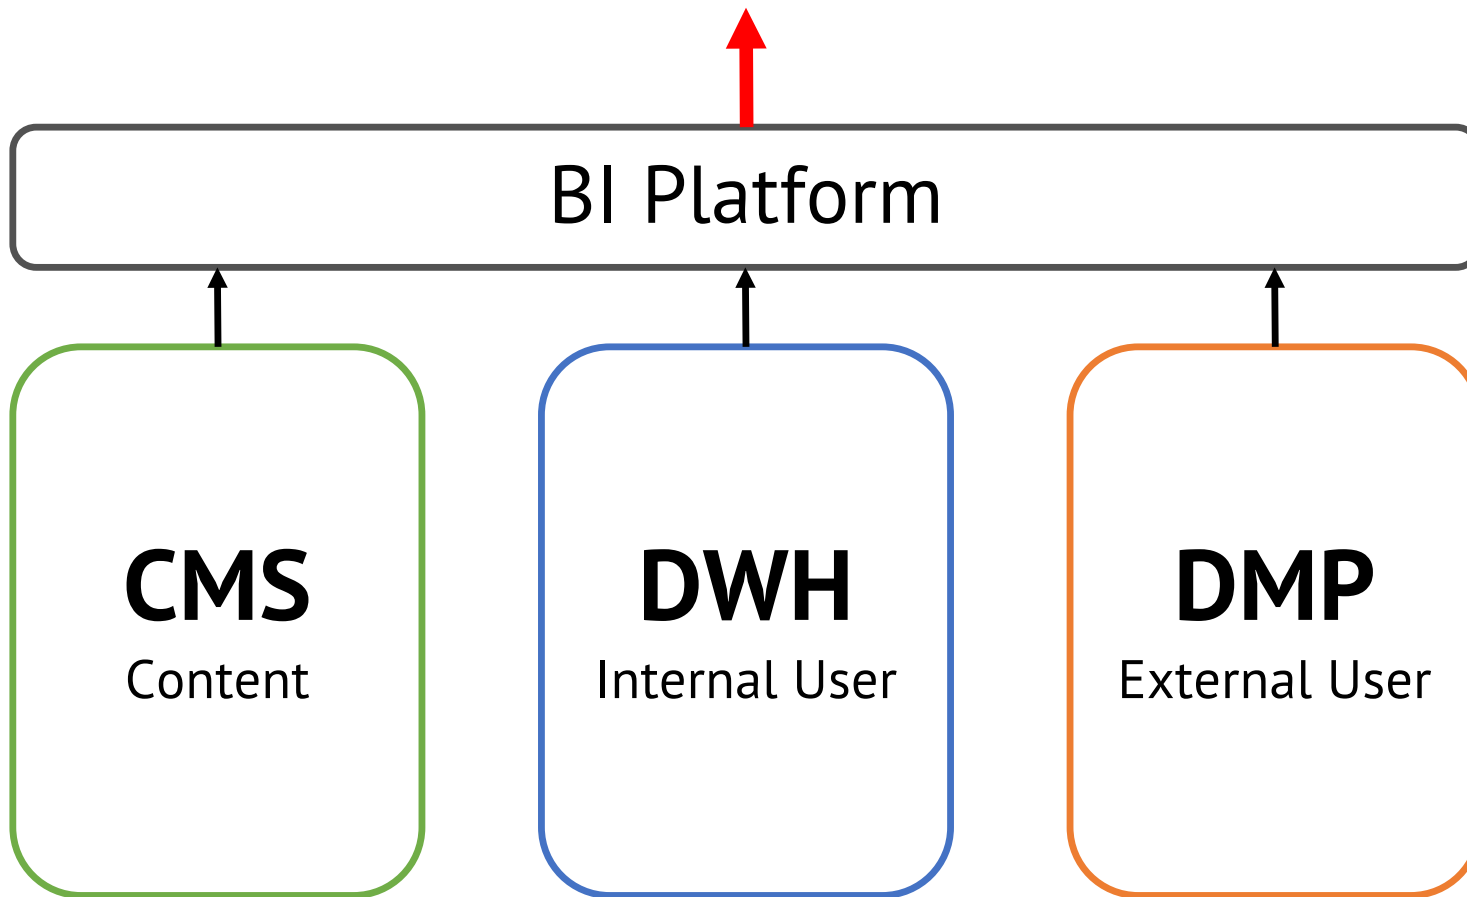 BI Platform
CMS
Content
DWH
Internal User
DMP
External User